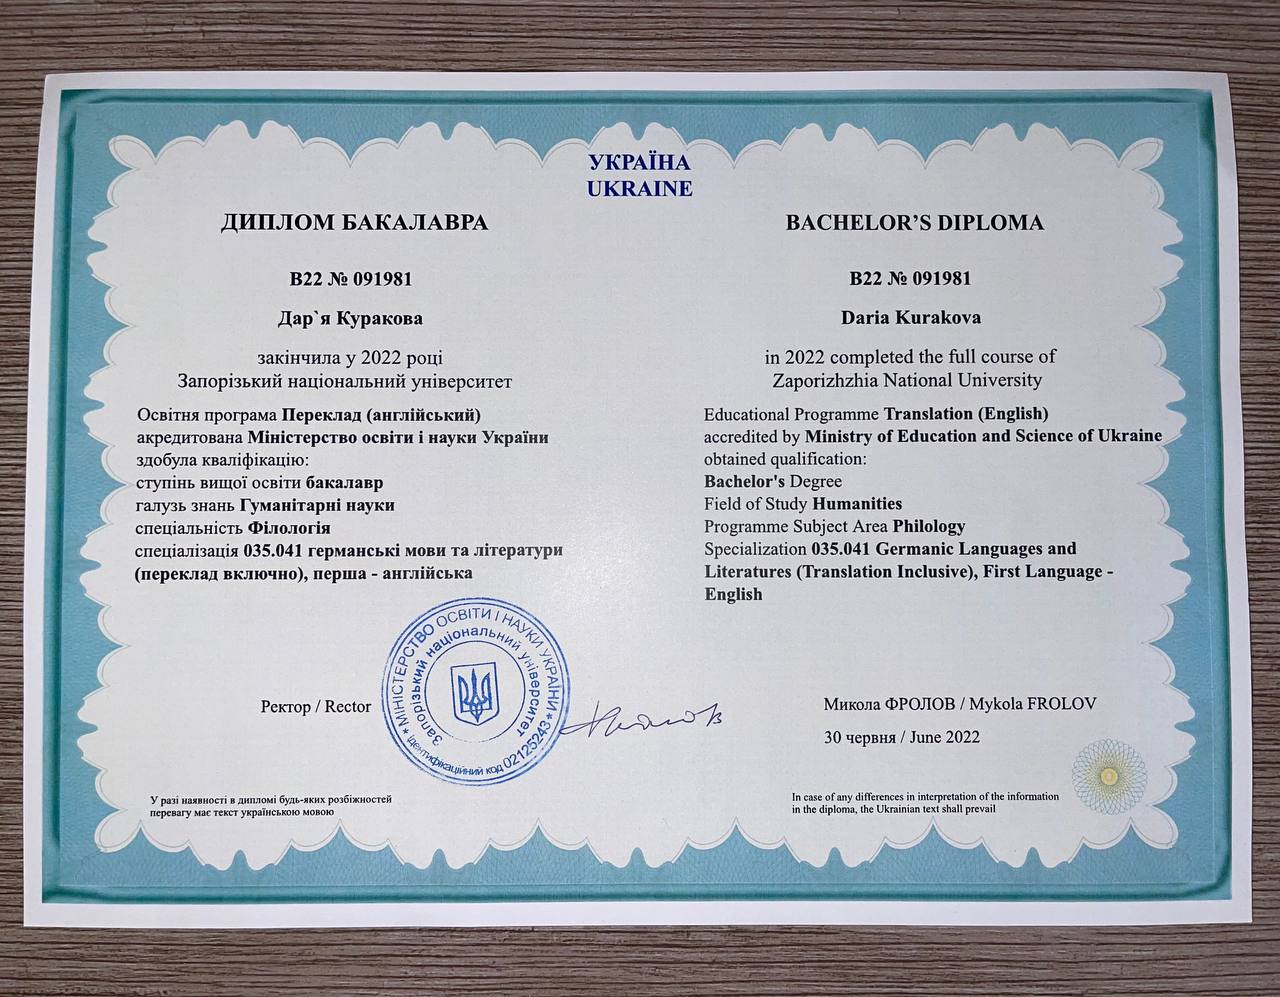 УКРАЇНА
UKRAINE
ДИПЛОМ БАКАЛАВРА
B22 № 091981
Дар`я Куракова
закінчила у 2022 році
Запорізький національний університет
Освітня програма Переклад (англійський)
акредитована Міністерство освіти і науки України
здобула кваліфікацію:
ступінь вищої освіти бакалавр
галузь знань Гуманітарні науки
спеціальність Філологія
спеціалізація 035.041 германські мови та літератури
(переклад включно), перша - англійська
BACHELOR’S DIPLOMA
B22 № 091981
Daria Kurakova
in 2022 completed the full course of
Zaporizhzhia National University
Educational Programme Translation (English)
accredited by Ministry of Education and Science of Ukraine
obtained qualification:
Bachelor's Degree
Field of Study Humanities
Programme Subject Area Philology
Specialization 035.041 Germanic Languages and
Literatures (Translation Inclusive), First Language -
English
Ректор / Rector
* МІНІСТЕРСТВО ОСВІТИ І НАУКИ УКРАЇНИ *
Запорізький національний університет
ідентифікаційний код 02125243
Микола ФРОЛОВ / Mykola FROLOV
30 червня / June 2022
У разі наявності в дипломі будь-яких розбіжностей
перевагу має текст українською мовою
In case of any differences in interpretation of the information
in the diploma, the Ukrainian text shall prevail